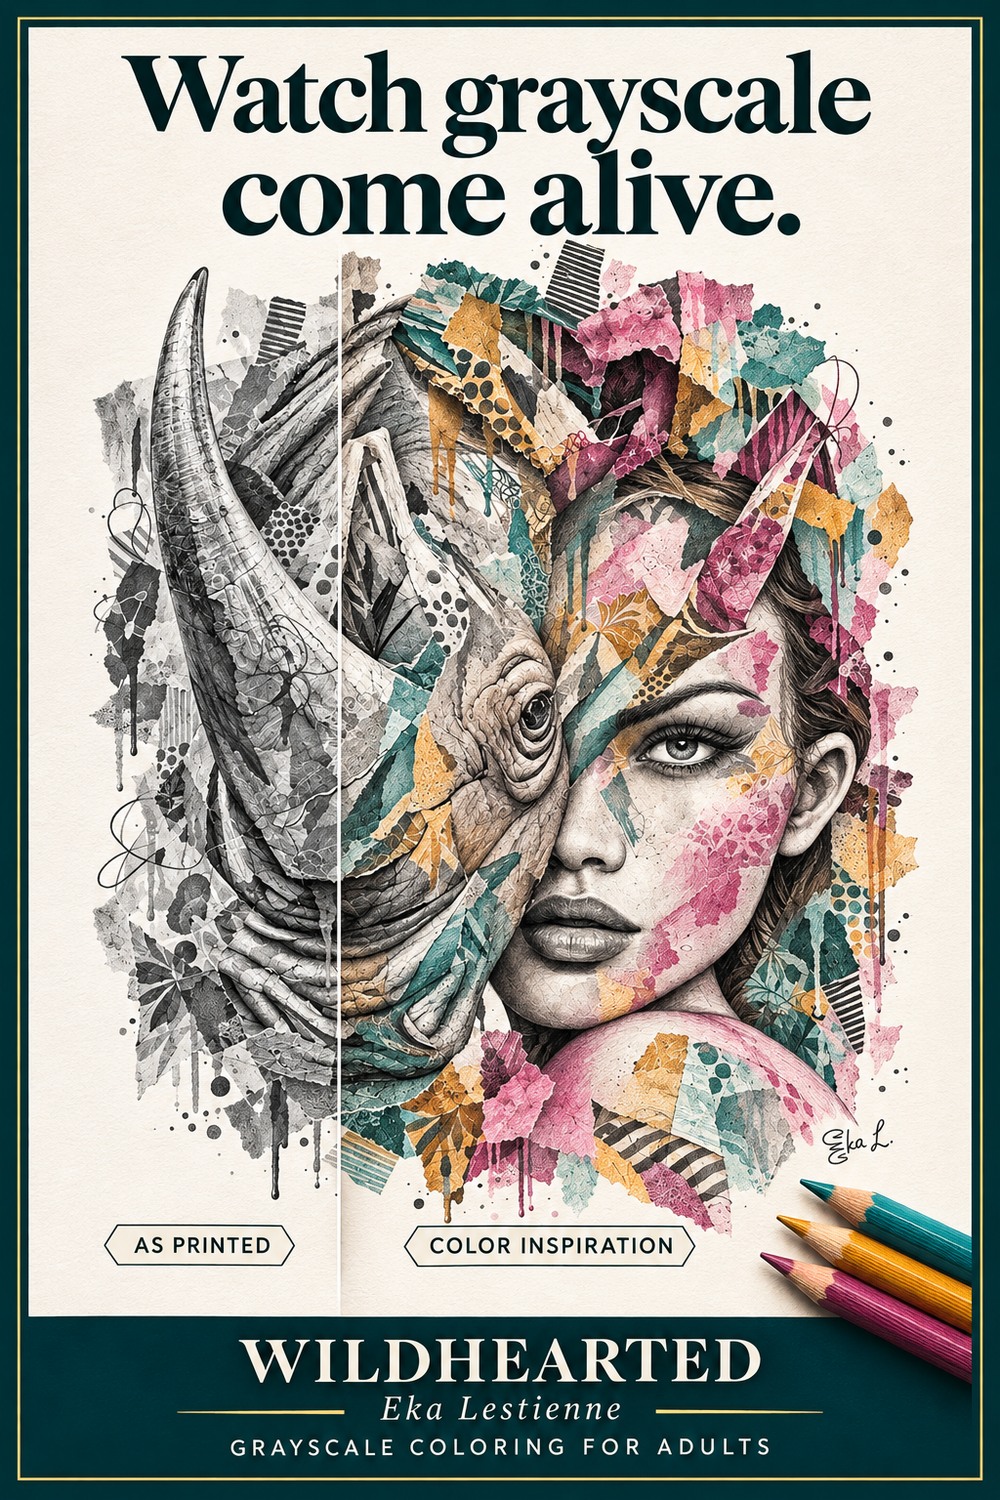 Watch grayscale
come alive.
Eka L.
AS PRINTED
COLOR INSPIRATION
WILDHEARTED
Eka Lestienne
GRAYSCALE COLORING FOR ADULTS